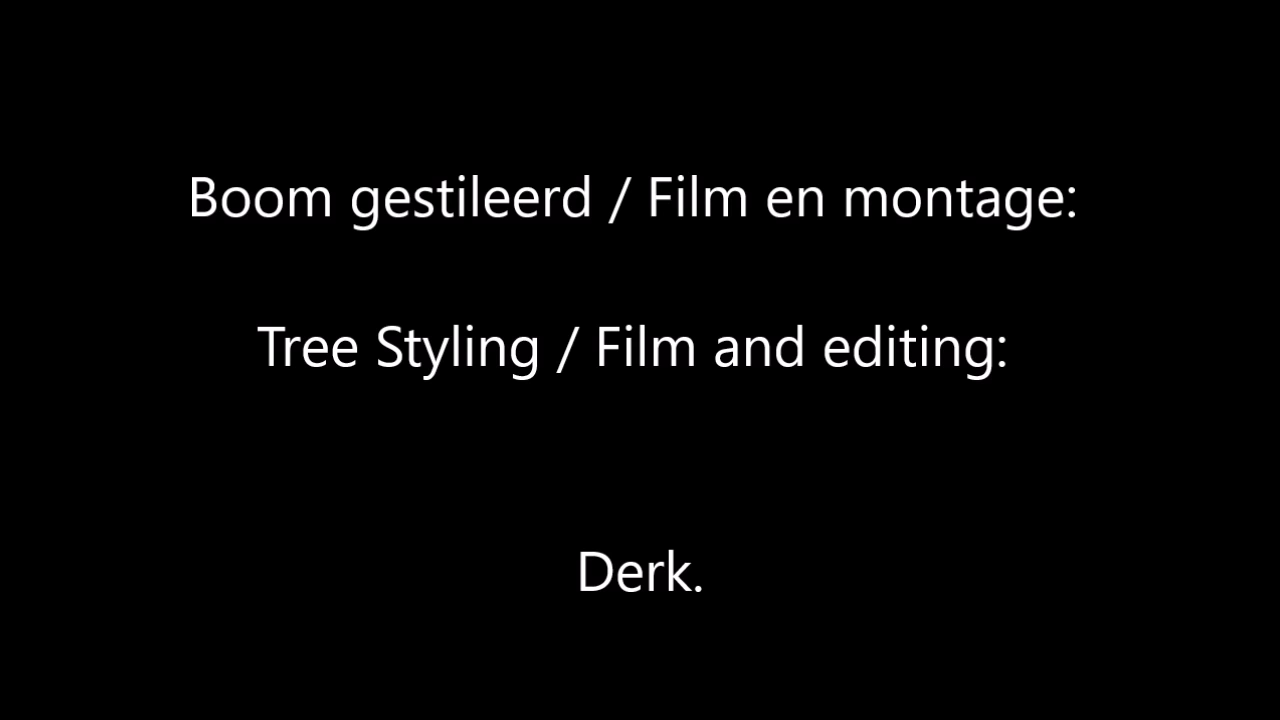 Boom gestileerd / Film en montage:
Tree Styling / Film and editing:
Derk.